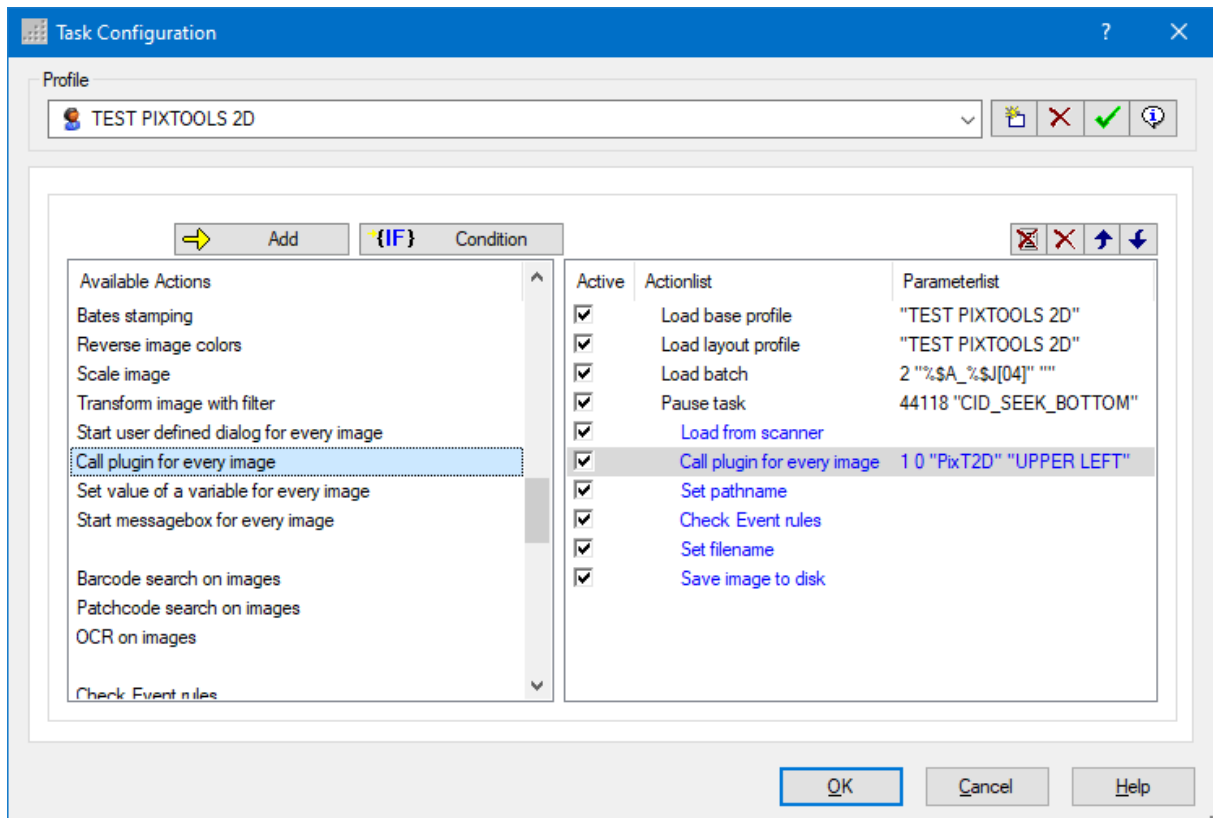 Task Configuration ?
Profile
TEST PIXTOOLS 2D
Add {IF} Condition
Available Actions
Bates stamping
Reverse image colors
Scale image
Transform image with filter
Start user defined dialog for every image
Call plugin for every image
Set value of a variable for every image
Start messagebox for every image
Barcode search on images
Patchcode search on images
OCR on images
Check Event rules
Active Actionlist Parameterlist
Load base profile "TEST PIXTOOLS 2D"
Load layout profile "TEST PIXTOOLS 2D"
Load batch 2 "%$A_%$J[04]" ""
Pause task 44118 "CID_SEEK_BOTTOM"
Load from scanner
Call plugin for every image 1 0 "PixT2D" "UPPER LEFT"
Set pathname
Check Event rules
Set filename
Save image to disk
OK Cancel Help